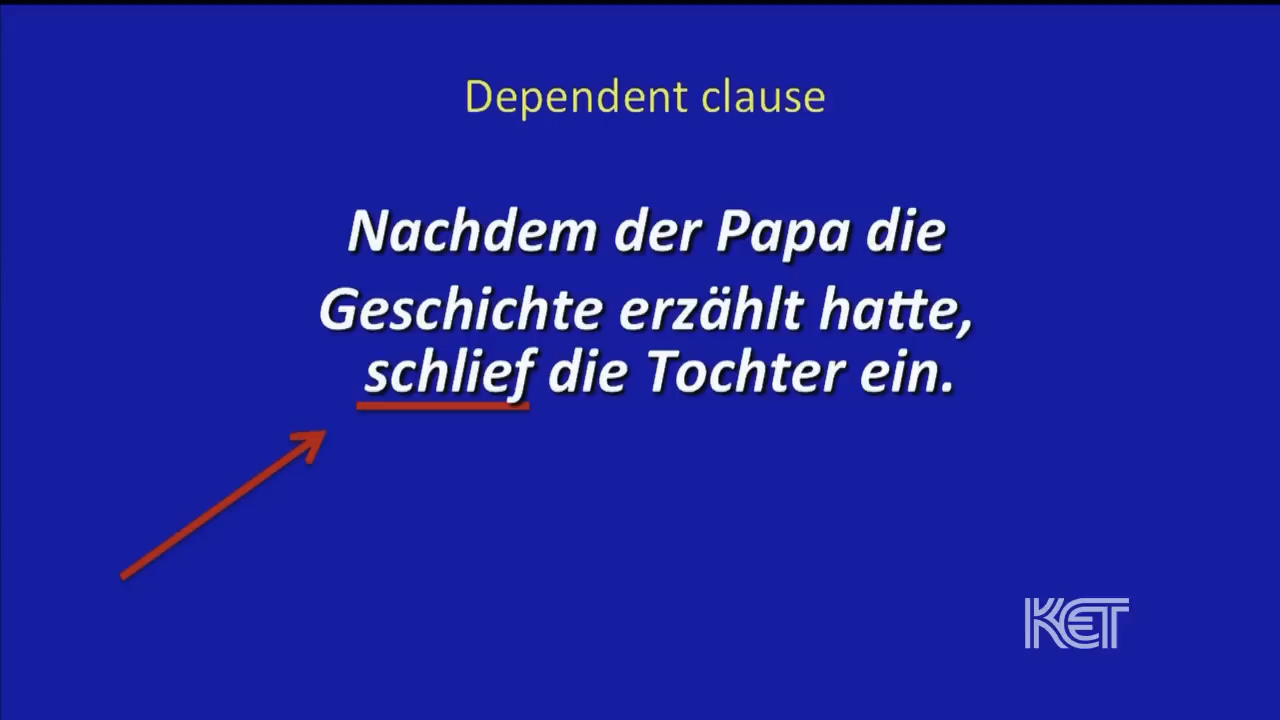 Dependent clause
Nachdem der Papa die
Geschichte erzählt hatte,
schlief die Tochter ein.
KET